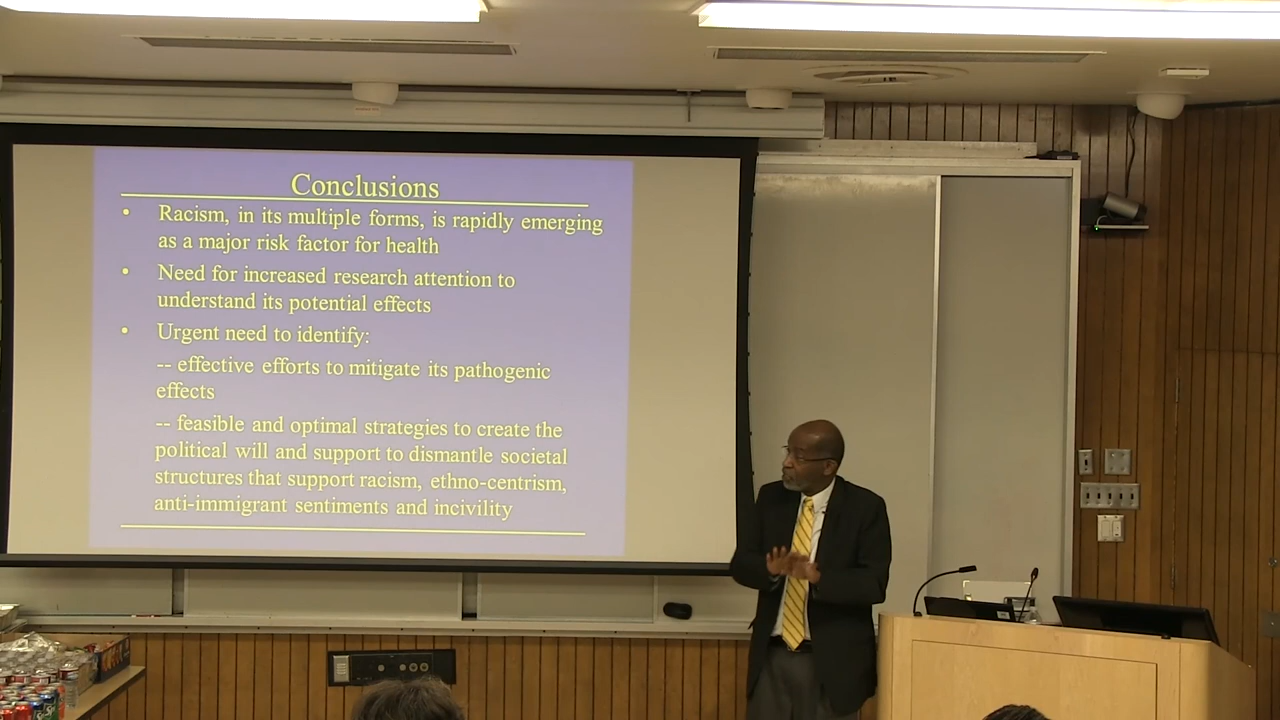 Conclusions
• Racism, in its multiple forms, is rapidly emerging
as a major risk factor for health
• Need for increased research attention to
understand its potential effects
• Urgent need to identify:
-- effective efforts to mitigate its pathogenic
effects
-- feasible and optimal strategies to create the
political will and support to dismantle societal
structures that support racism, ethno-centrism,
anti-immigrant sentiments and incivility